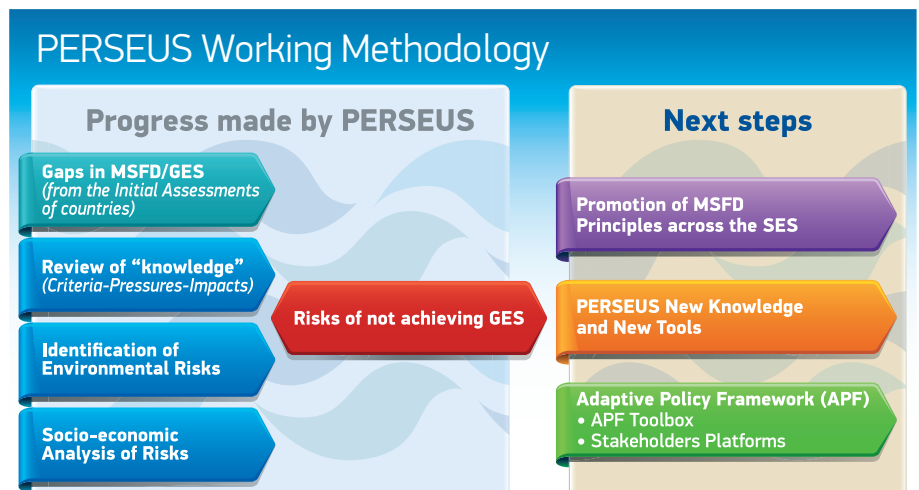 PERSEUS Working Methodology
Progress made by PERSEUS
Gaps in MSFD/GES
(from the Initial Assessments
of countries)
Review of “knowledge”
(Criteria-Pressures-Impacts)
Identification of
Environmental Risks
Socio-economic
Analysis of Risks
Risks of not achieving GES
Next steps
Promotion of MSFD
Principles across the SES
PERSEUS New Knowledge
and New Tools
Adaptive Policy Framework (APF)
• APF Toolbox
• Stakeholders Platforms